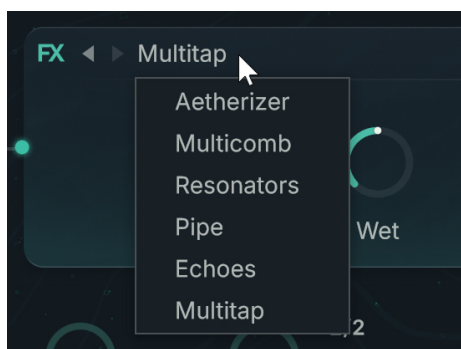 FX Multitap
Aetherizer
Multicomb
Resonators
Pipe
Wet
Echoes
Multitap